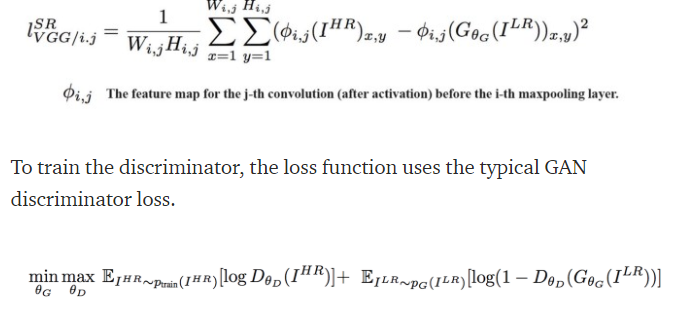 l^{SR}_{VGG/i.j} = \frac{1}{W_{i,j}H_{i,j}} \sum_{x=1}^{W_{i,j}} \sum_{y=1}^{H_{i,j}} (\phi_{i,j}(I^{HR})_{x,y} - \phi_{i,j}(G_{\theta_G}(I^{LR}))_{x,y})^2
\phi_{i,j} The feature map for the j-th convolution (after activation) before the i-th maxpooling layer.
To train the discriminator, the loss function uses the typical GAN
discriminator loss.
\min_{\theta_G} \max_{\theta_D} \mathbb{E}_{I^{HR} \sim p_{train}(I^{HR})}[\log D_{\theta_D}(I^{HR})] + \mathbb{E}_{I^{LR} \sim p_G(I^{LR})}[\log(1 - D_{\theta_D}(G_{\theta_G}(I^{LR}))]